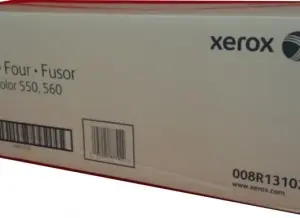 xerox
Four • Fusor
olor 550, 560
008R1310
www.xerox.com